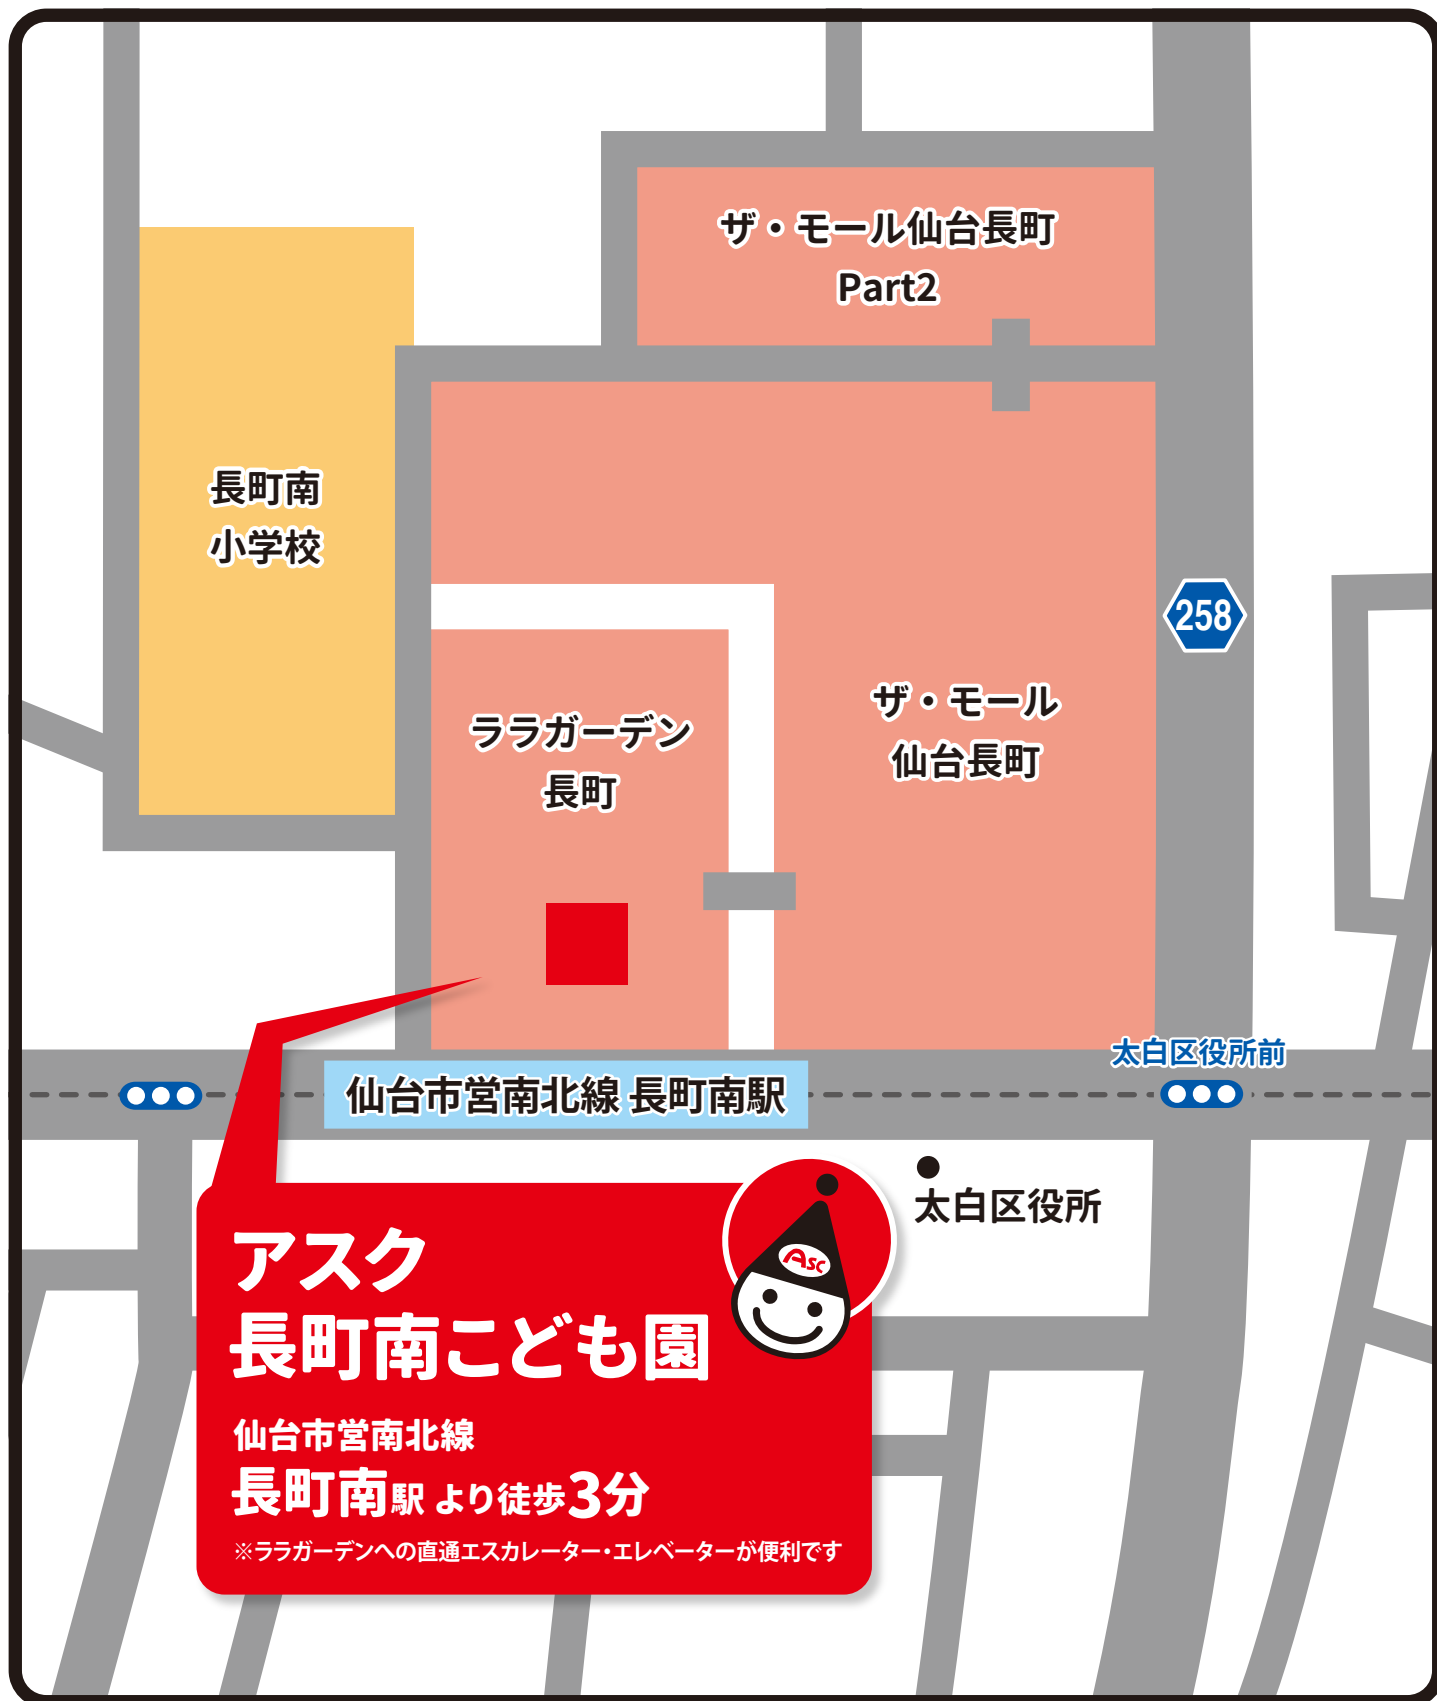 ザ・モール仙台長町
Part2
長町南
小学校
258
ザ・モール
仙台長町
ララガーデン
長町
太白区役所前
仙台市営南北線 長町南駅
太白区役所
ASC
アスク
長町南こども園
仙台市営南北線
長町南駅 より徒歩3分
※ララガーデンへの直通エスカレーター・エレベーターが便利です